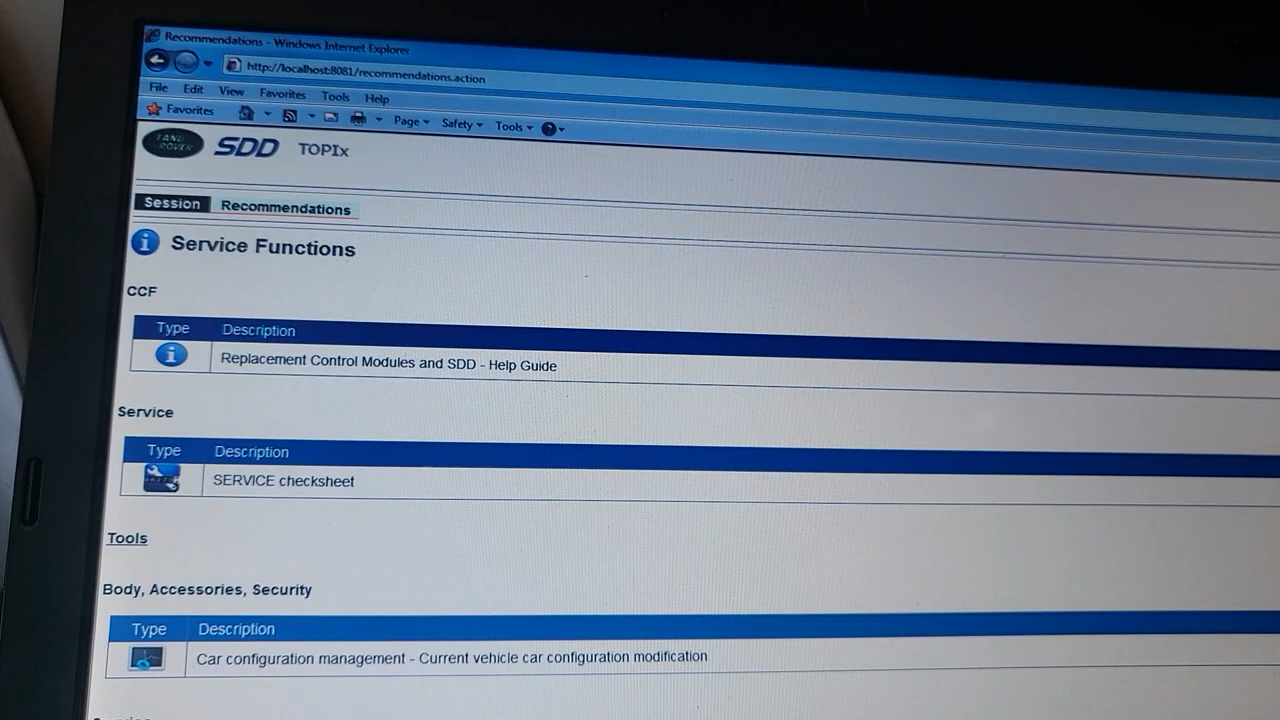 Recommendations - Windows Internet Explorer
http://localhost:8081/recommendations.action
File Edit View Favorites Tools Help
Favorites Page Safety Tools
LAND ROVER SDD TOPIx
Session Recommendations
Service Functions
CCF
Type Description
Replacement Control Modules and SDD - Help Guide
Service
Type Description
SERVICE checksheet
Tools
Body, Accessories, Security
Type Description
Car configuration management - Current vehicle car configuration modification